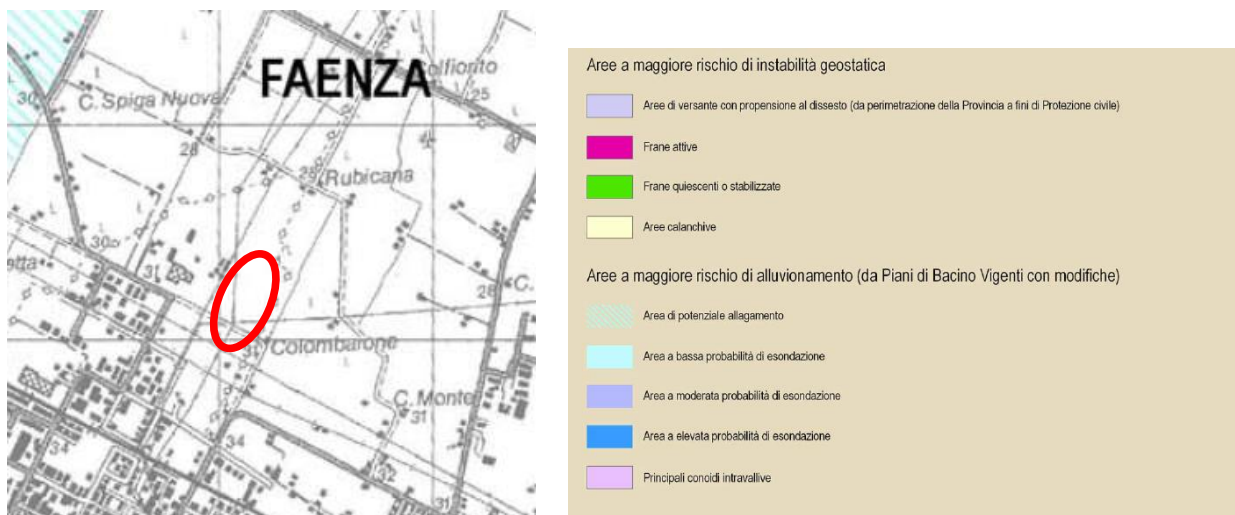 FAENZA
Colfiorito
30
C. Spiga Nuova
25
28
29
Rubicana
30
31
28
C.
31
Colombarone
C. Monte
31
34
34
32
31
Aree a maggiore rischio di instabilità geostatica
Aree di versante con propensione al dissesto (da perimetrazione della Provincia a fini di Protezione civile)
Frane attive
Frane quiescenti o stabilizzate
Aree calanchive
Aree a maggiore rischio di alluvionamento (da Piani di Bacino Vigenti con modifiche)
Area di potenziale allagamento
Area a bassa probabilità di esondazione
Area a moderata probabilità di esondazione
Area a elevata probabilità di esondazione
Principali conoidi intravallive